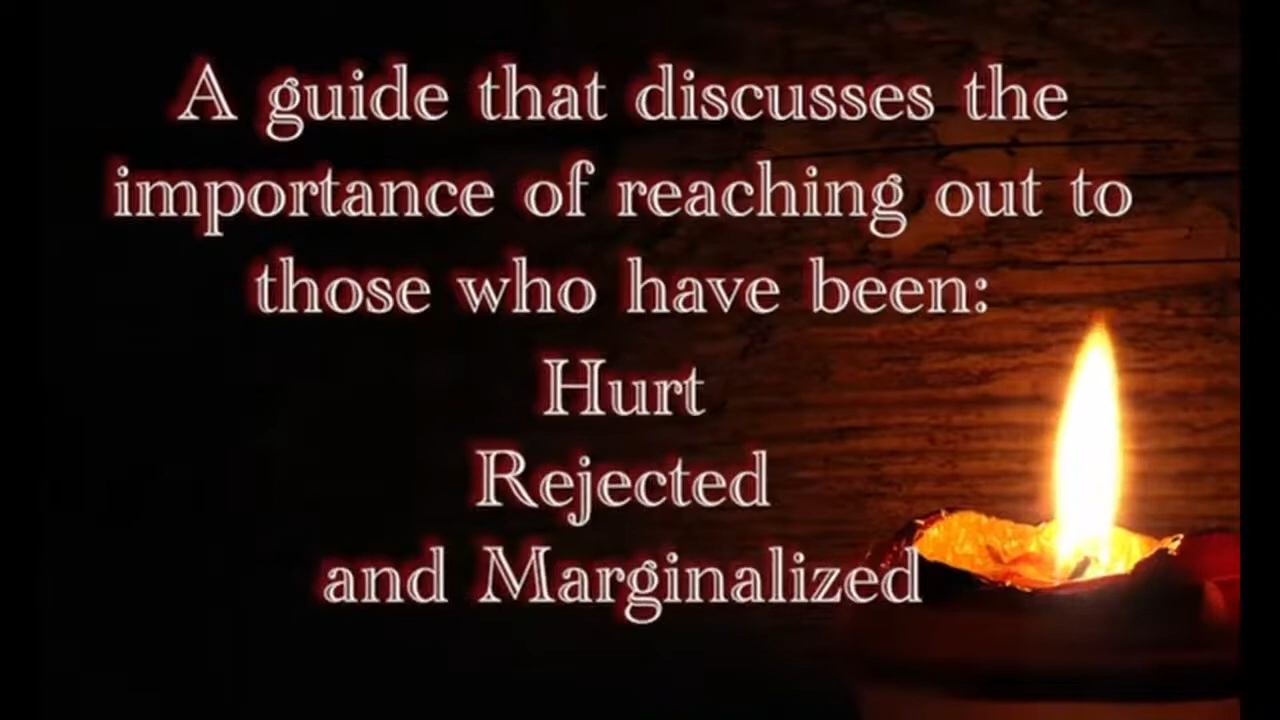 A guide that discusses the
importance of reaching out to
those who have been:
Hurt
Rejected
and Marginalized